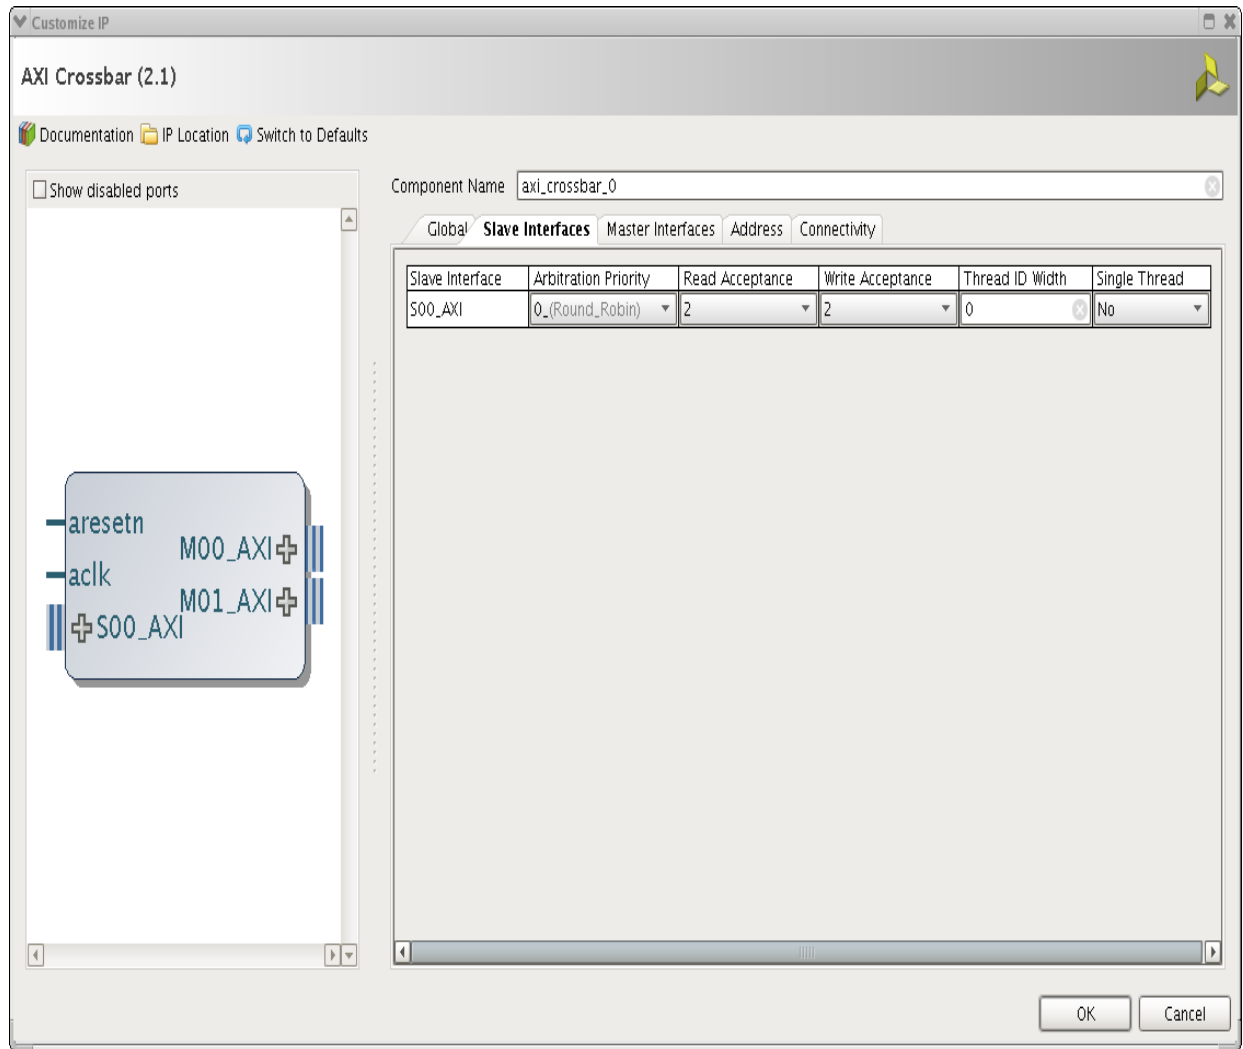 Customize IP
AXI Crossbar (2.1)
Documentation IP Location Switch to Defaults
Show disabled ports
Component Name axi_crossbar_0
Global Slave Interfaces Master Interfaces Address Connectivity
Slave Interface Arbitration Priority Read Acceptance Write Acceptance Thread ID Width Single Thread
S00_AXI 0_(Round_Robin) 2 2 0 No
aresetn
M00_AXI
aclk
M01_AXI
S00_AXI
OK Cancel